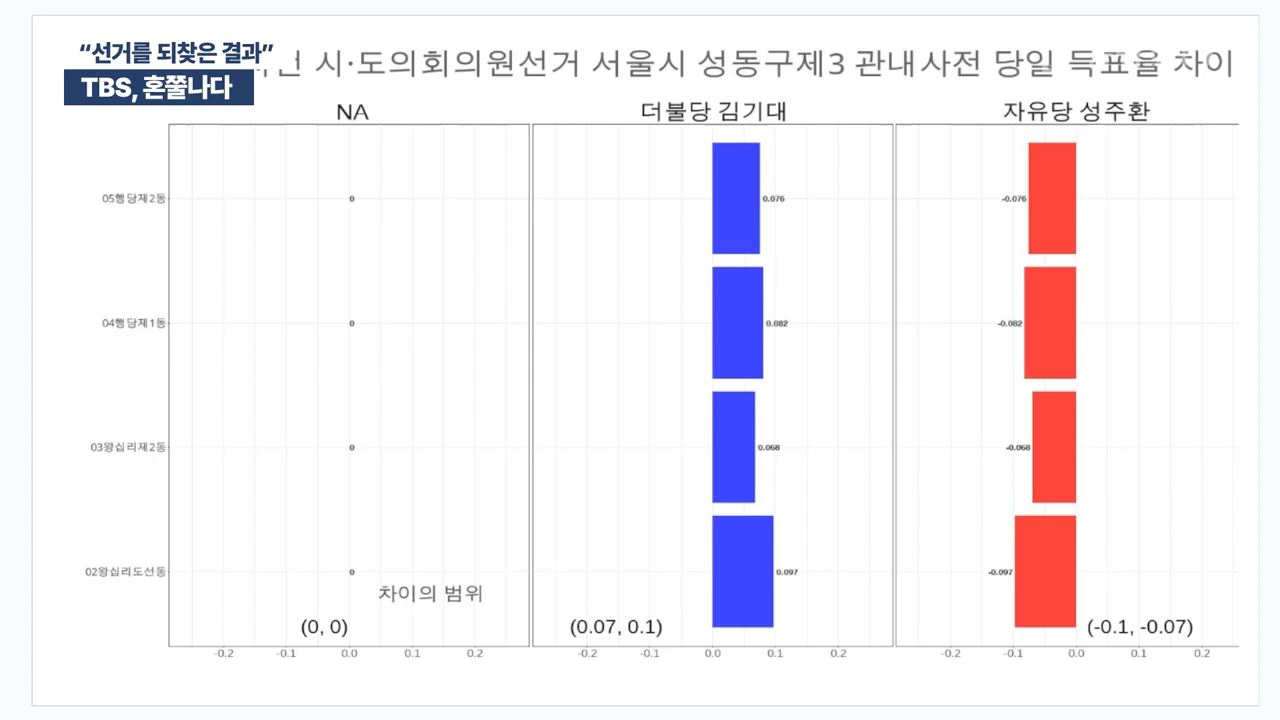 “선거를 되찾은 결과”
TBS, 혼쭐나다
시·도의회의원선거 서울시 성동구제3 관내사전 당일 득표율 차이
NA
더불당 김기대
자유당 성주환
05행당제2동
0
0.076
-0.076
04행당제1동
0
0.082
-0.082
03왕십리제2동
0
0.068
-0.068
02왕십리도선동
0
0.097
-0.097
차이의 범위
(0, 0)
(0.07, 0.1)
(-0.1, -0.07)
-0.2 -0.1 0.0 0.1 0.2
-0.2 -0.1 0.0 0.1 0.2
-0.2 -0.1 0.0 0.1 0.2